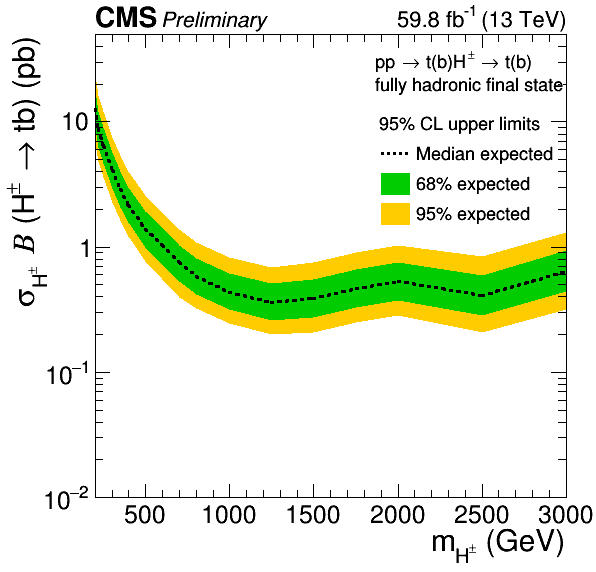 CMS Preliminary 59.8 fb⁻¹ (13 TeV)
pp → t(b)H± → t(b)
fully hadronic final state
95% CL upper limits
Median expected
68% expected
95% expected
σH± B (H± → tb) (pb)
10
1
10⁻¹
10⁻²
500 1000 1500 2000 2500 3000
mH± (GeV)